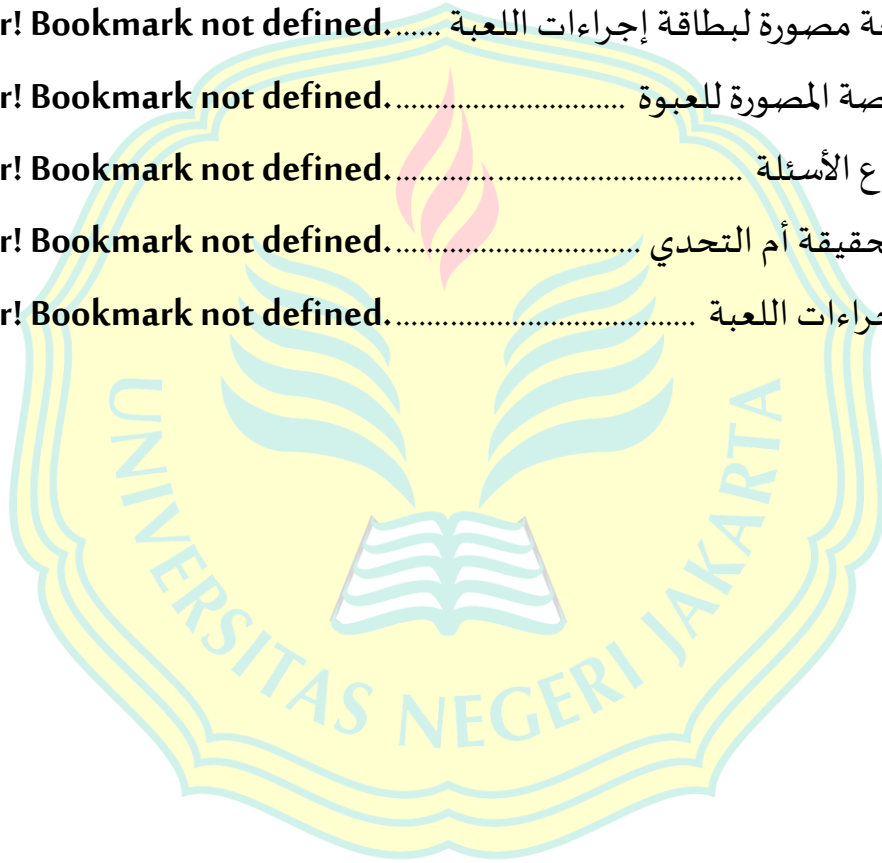 ة مصورة لبطاقة إجراءات اللعبة ......r! Bookmark not defined.
صة المصورة للعبوة ...........................r! Bookmark not defined.
ع الأسئلة .........................................r! Bookmark not defined.
حقيقة أم التحدي .............................r! Bookmark not defined.
جراءات اللعبة ...................................r! Bookmark not defined.
UNIVERSITAS NEGERI JAKARTA